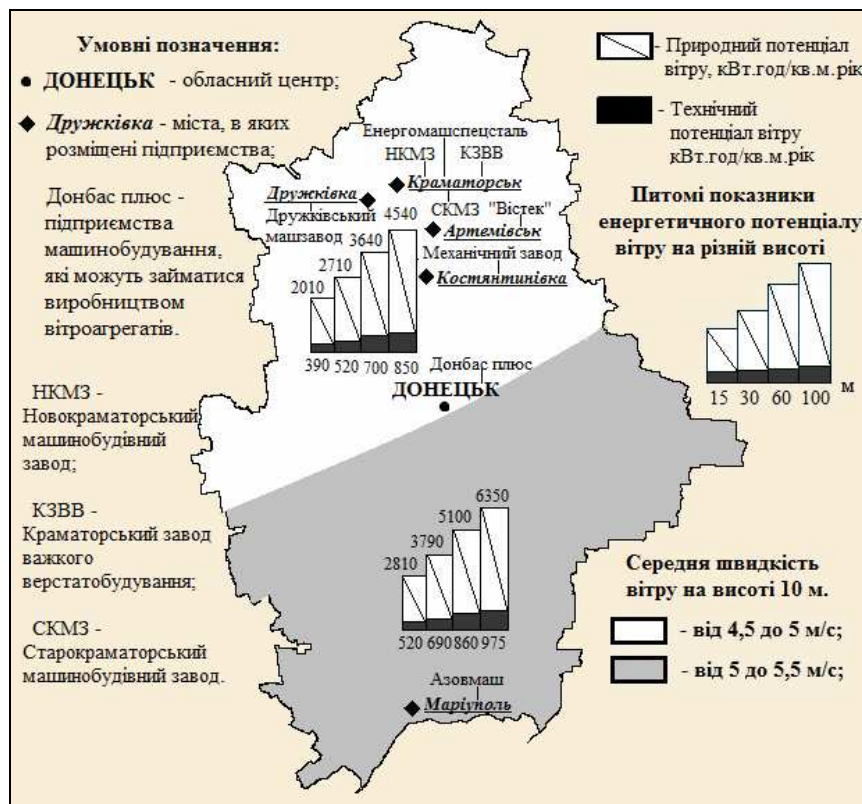 Умовні позначення:
ДОНЕЦЬК - обласний центр;
Дружківка - міста, в яких
розміщені підприємства;
Донбас плюс -
підприємства
машинобудування,
які можуть займатися
виробництвом
вітроагрегатів.
НКМЗ -
Новокраматорський
машинобудівний
завод;
КЗВВ -
Краматорський завод
важкого
верстатобудування;
СКМЗ -
Старокраматорський
машинобудівний завод.
Енергомашспецсталь
НКМЗ КЗВВ
Краматорськ
Дружківка
Дружківський
машзавод
СКМЗ "Вістек"
Артемівськ
Механічний завод
Костянтинівка
2010 2710 3640 4540
390 520 700 850
Донбас плюс
ДОНЕЦЬК
2810 3790 5100 6350
520 690 860 975
Азовмаш
Маріуполь
- Природний потенціал
вітру, кВт.год/кв.м.рік
- Технічний
потенціал вітру
кВт.год/кв.м.рік
Питомі показники
енергетичного потенціалу
вітру на різній висоті
15 30 60 100 м
Середня швидкість
вітру на висоті 10 м.
- від 4,5 до 5 м/с;
- від 5 до 5,5 м/с;